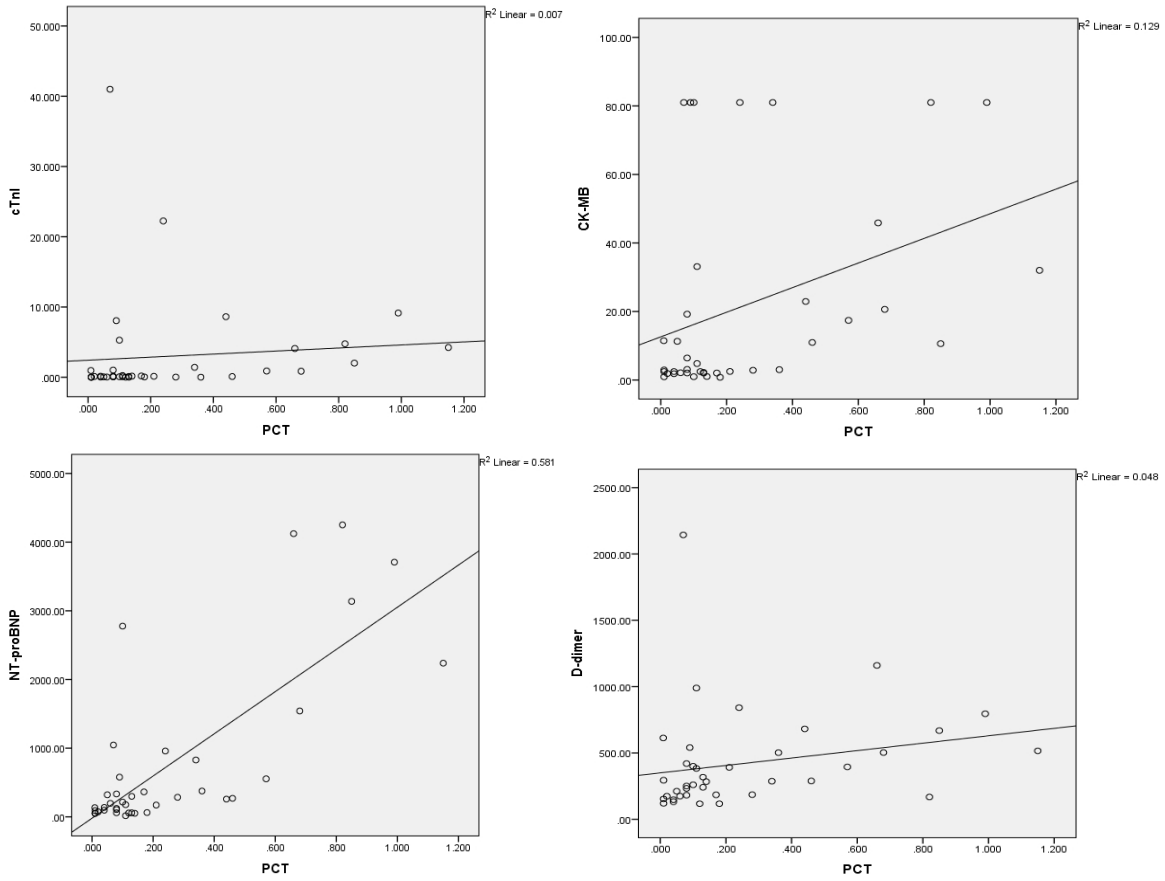 R² Linear = 0.007
50.000
40.000
30.000
20.000
10.000
.000
cTnI
.000 .200 .400 .600 .800 1.000 1.200
PCT
R² Linear = 0.129
100.00
80.00
60.00
40.00
20.00
.00
CK-MB
.000 .200 .400 .600 .800 1.000 1.200
PCT
R² Linear = 0.581
5000.00
4000.00
3000.00
2000.00
1000.00
.00
NT-proBNP
.000 .200 .400 .600 .800 1.000 1.200
PCT
R² Linear = 0.048
2500.00
2000.00
1500.00
1000.00
500.00
.00
D-dimer
.000 .200 .400 .600 .800 1.000 1.200
PCT